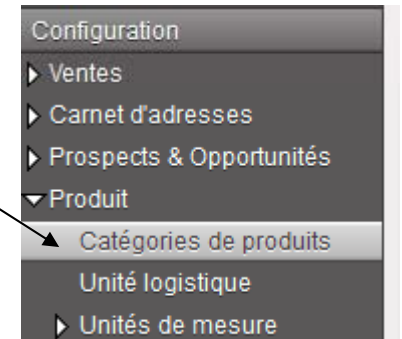 Configuration
Ventes
Carnet d'adresses
Prospects & Opportunités
Produit
Catégories de produits
Unité logistique
Unités de mesure